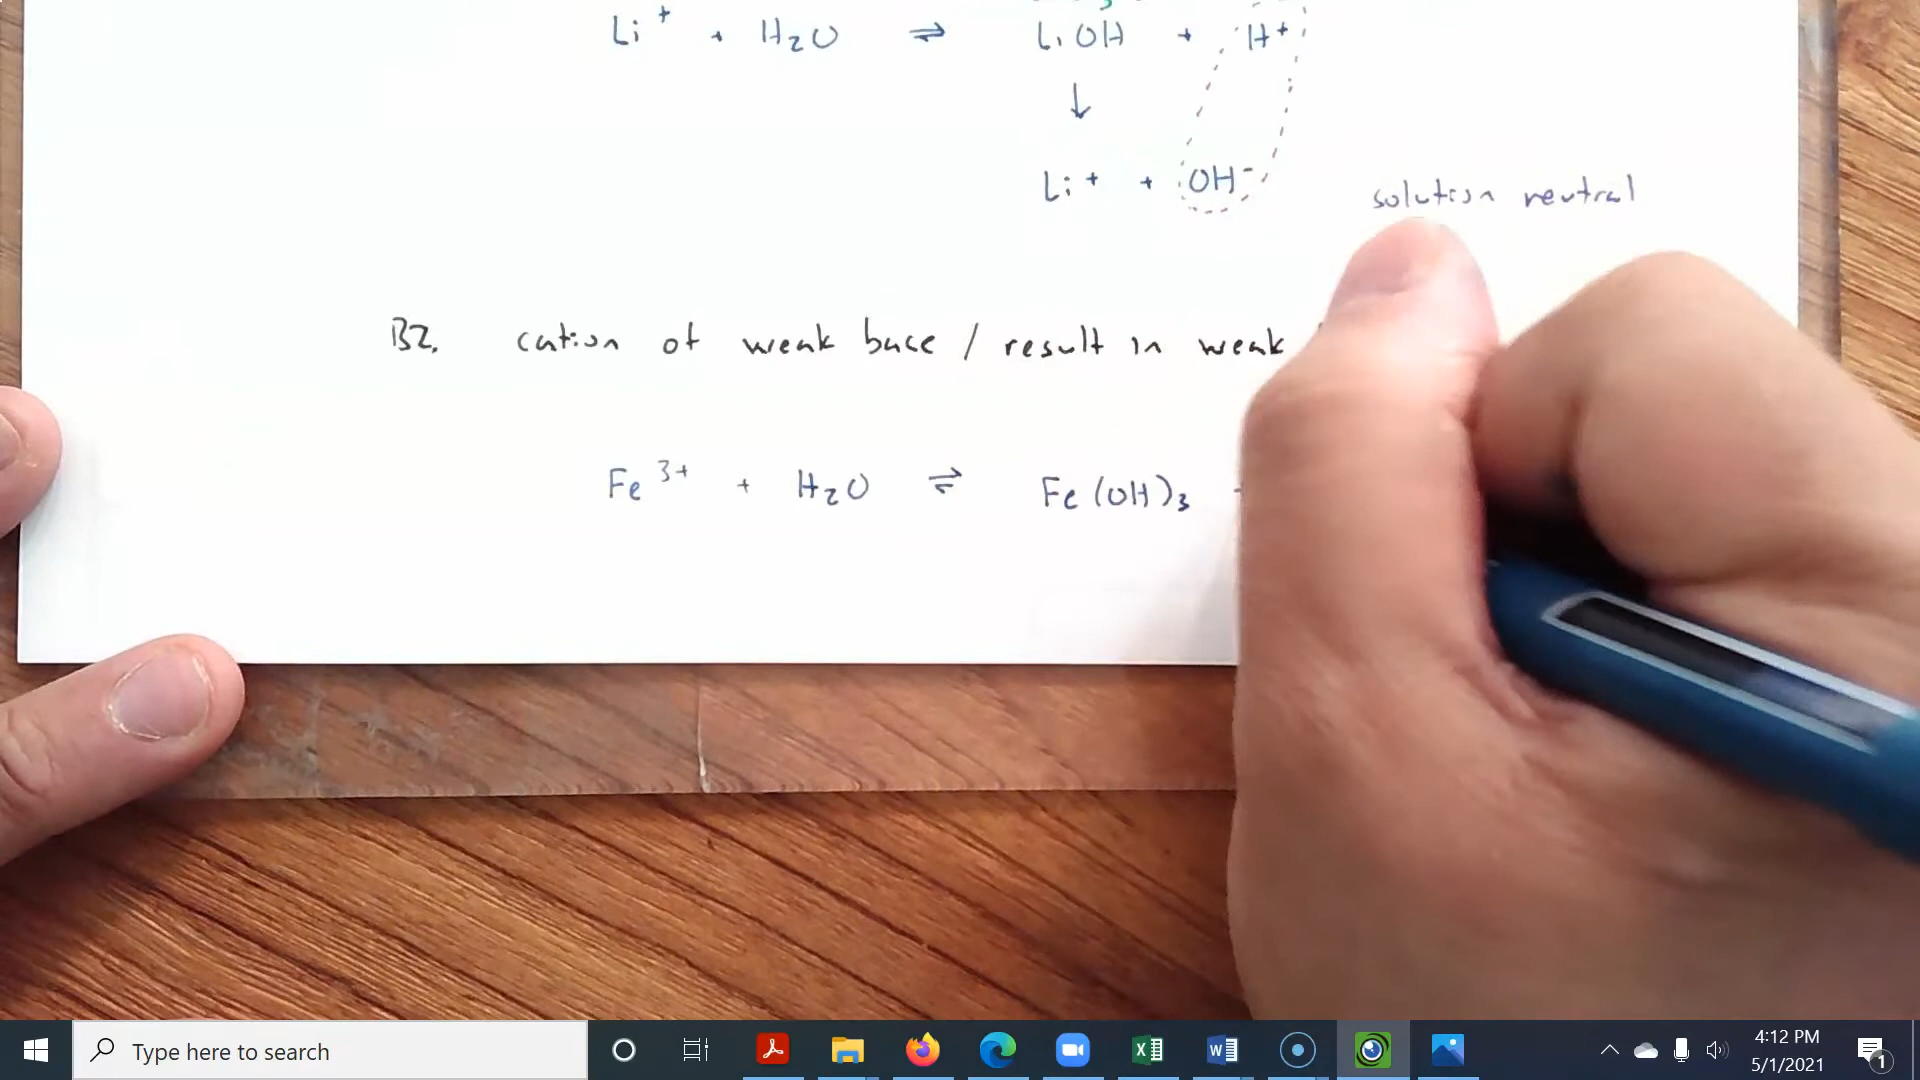 Li⁺ + H₂O ⇌ LiOH + H⁺
↓
Li⁺ + OH⁻
solution neutral
B2. cation of weak base / result in weak
Fe³⁺ + H₂O ⇌ Fe(OH)₃
Type here to search
4:12 PM
5/1/2021
1